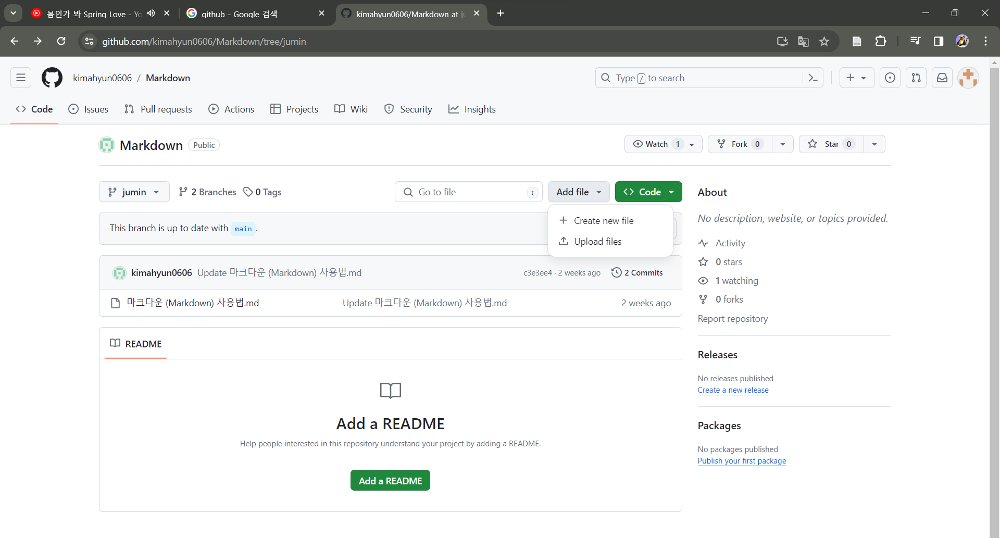 봄인가 봐 Spring Love - Yo
github - Google 검색
kimahyun0606/Markdown at ju
github.com/kimahyun0606/Markdown/tree/jumin
kimahyun0606 / Markdown
Type / to search
Code
Issues
Pull requests
Actions
Projects
Wiki
Security
Insights
Markdown Public
Watch 1
Fork 0
Star 0
jumin
2 Branches
0 Tags
Go to file t
Add file
Code
Create new file
Upload files
This branch is up to date with main .
kimahyun0606 Update 마크다운 (Markdown) 사용법.md
c3e3ee4 · 2 weeks ago
2 Commits
마크다운 (Markdown) 사용법.md
Update 마크다운 (Markdown) 사용법.md
2 weeks ago
README
Add a README
Help people interested in this repository understand your project by adding a README.
Add a README
About
No description, website, or topics provided.
Activity
0 stars
1 watching
0 forks
Report repository
Releases
No releases published
Create a new release
Packages
No packages published
Publish your first package